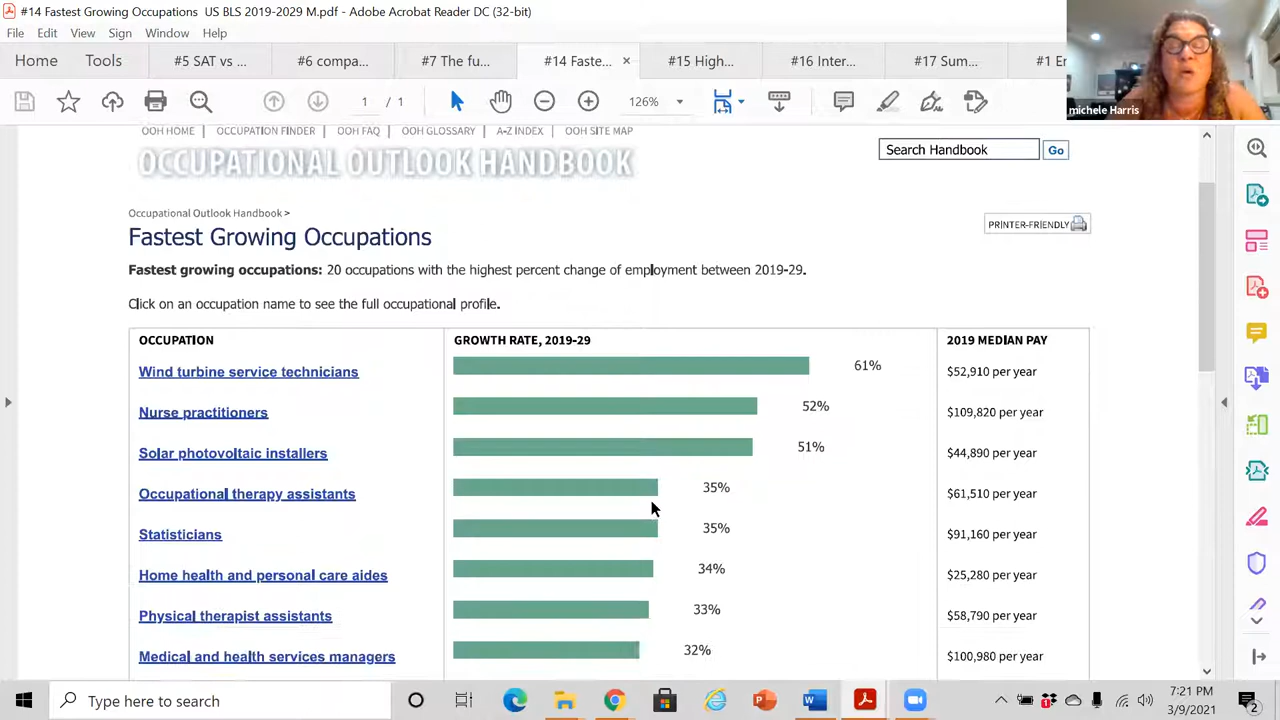 #14 Fastest Growing Occupations US BLS 2019-2029 M.pdf - Adobe Acrobat Reader DC (32-bit)
File Edit View Sign Window Help
Home Tools #5 SAT vs ... #6 compa... #7 The fu... #14 Faste... × #15 High... #16 Inter... #17 Sum... #1 Er
1 / 1 126%
michele Harris
OOH HOME | OCCUPATION FINDER | OOH FAQ | OOH GLOSSARY | A-Z INDEX | OOH SITE MAP
OCCUPATIONAL OUTLOOK HANDBOOK
Search Handbook Go
Occupational Outlook Handbook >
PRINTER-FRIENDLY
Fastest Growing Occupations
Fastest growing occupations: 20 occupations with the highest percent change of employment between 2019-29.
Click on an occupation name to see the full occupational profile.
OCCUPATION GROWTH RATE, 2019-29 2019 MEDIAN PAY
Wind turbine service technicians 61% $52,910 per year
Nurse practitioners 52% $109,820 per year
Solar photovoltaic installers 51% $44,890 per year
Occupational therapy assistants 35% $61,510 per year
Statisticians 35% $91,160 per year
Home health and personal care aides 34% $25,280 per year
Physical therapist assistants 33% $58,790 per year
Medical and health services managers 32% $100,980 per year
Type here to search
7:21 PM
3/9/2021
2